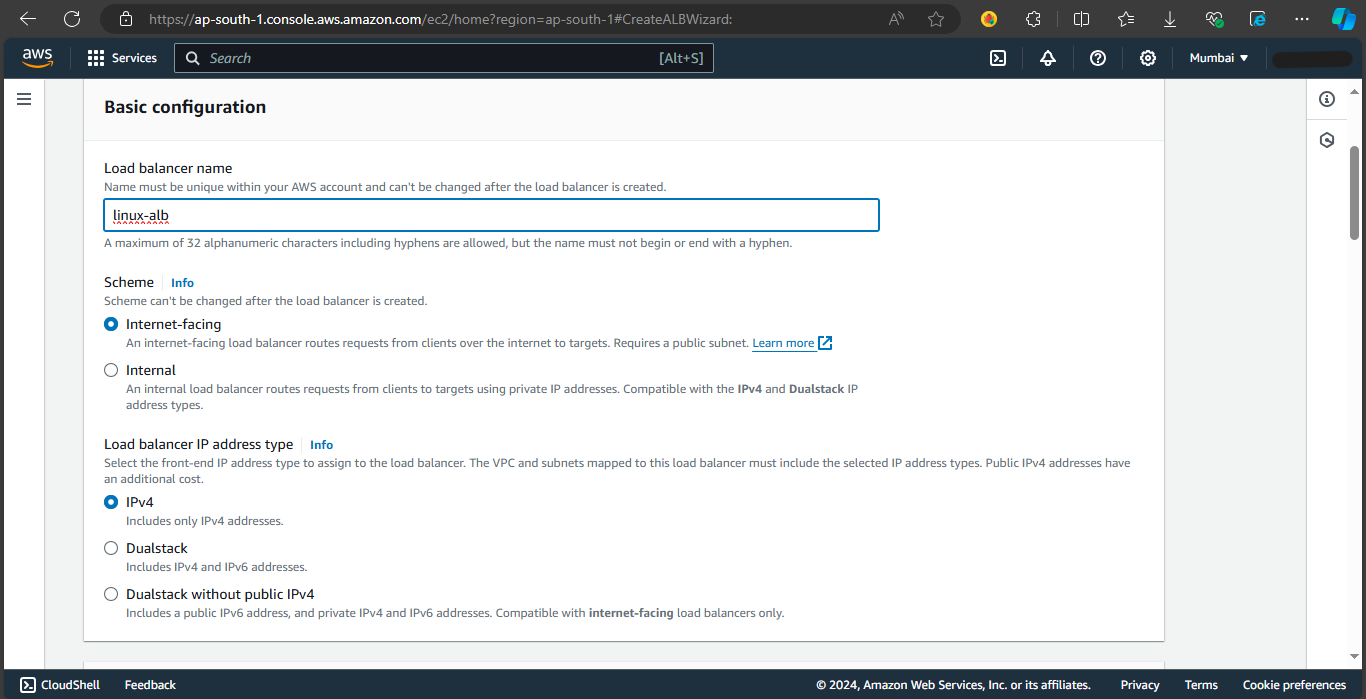 https://ap-south-1.console.aws.amazon.com/ec2/home?region=ap-south-1#CreateALBWizard:
aws Services Search [Alt+S] Mumbai
Basic configuration
Load balancer name
Name must be unique within your AWS account and can't be changed after the load balancer is created.
linux-alb
A maximum of 32 alphanumeric characters including hyphens are allowed, but the name must not begin or end with a hyphen.
Scheme Info
Scheme can't be changed after the load balancer is created.
Internet-facing
An internet-facing load balancer routes requests from clients over the internet to targets. Requires a public subnet. Learn more
Internal
An internal load balancer routes requests from clients to targets using private IP addresses. Compatible with the IPv4 and Dualstack IP
address types.
Load balancer IP address type Info
Select the front-end IP address type to assign to the load balancer. The VPC and subnets mapped to this load balancer must include the selected IP address types. Public IPv4 addresses have
an additional cost.
IPv4
Includes only IPv4 addresses.
Dualstack
Includes IPv4 and IPv6 addresses.
Dualstack without public IPv4
Includes a public IPv6 address, and private IPv4 and IPv6 addresses. Compatible with internet-facing load balancers only.
CloudShell Feedback © 2024, Amazon Web Services, Inc. or its affiliates. Privacy Terms Cookie preferences